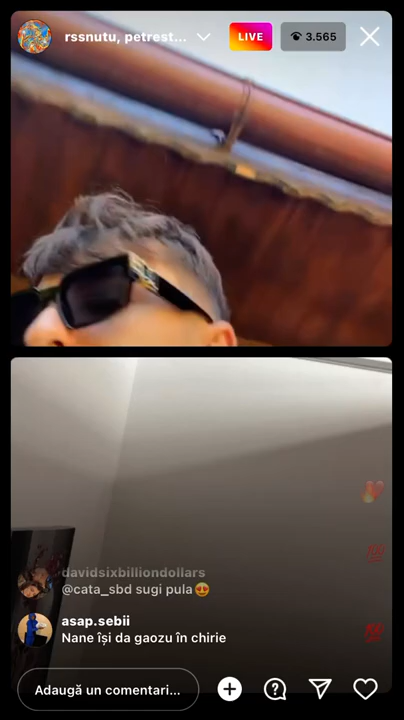 rssnutu, petrest...
LIVE
3.565
davidsixbilliondollars
@cata_sbd sugi pula😍
asap.sebii
Nane își da gaozu în chirie
Adaugă un comentari...